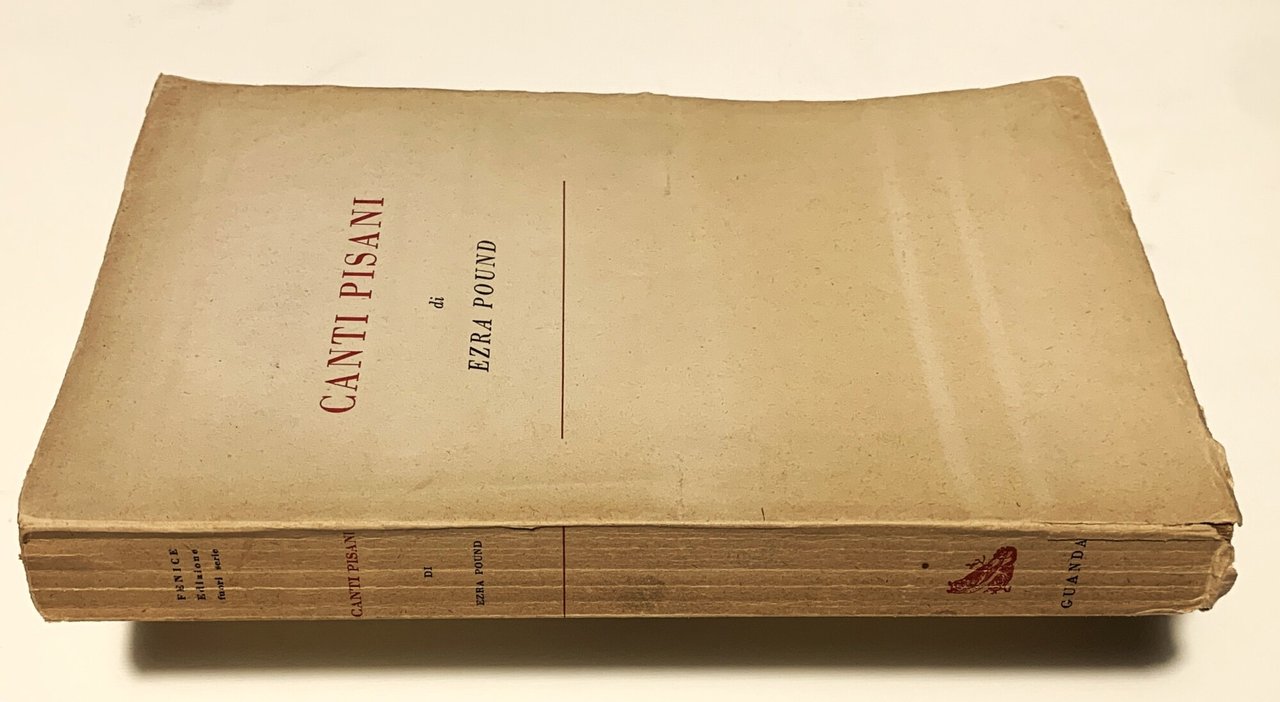 CANTI PISANI
di
EZRA POUND
FENICE
Edizione
fuori serie
CANTI PISANI
DI
EZRA POUND
GUANDA